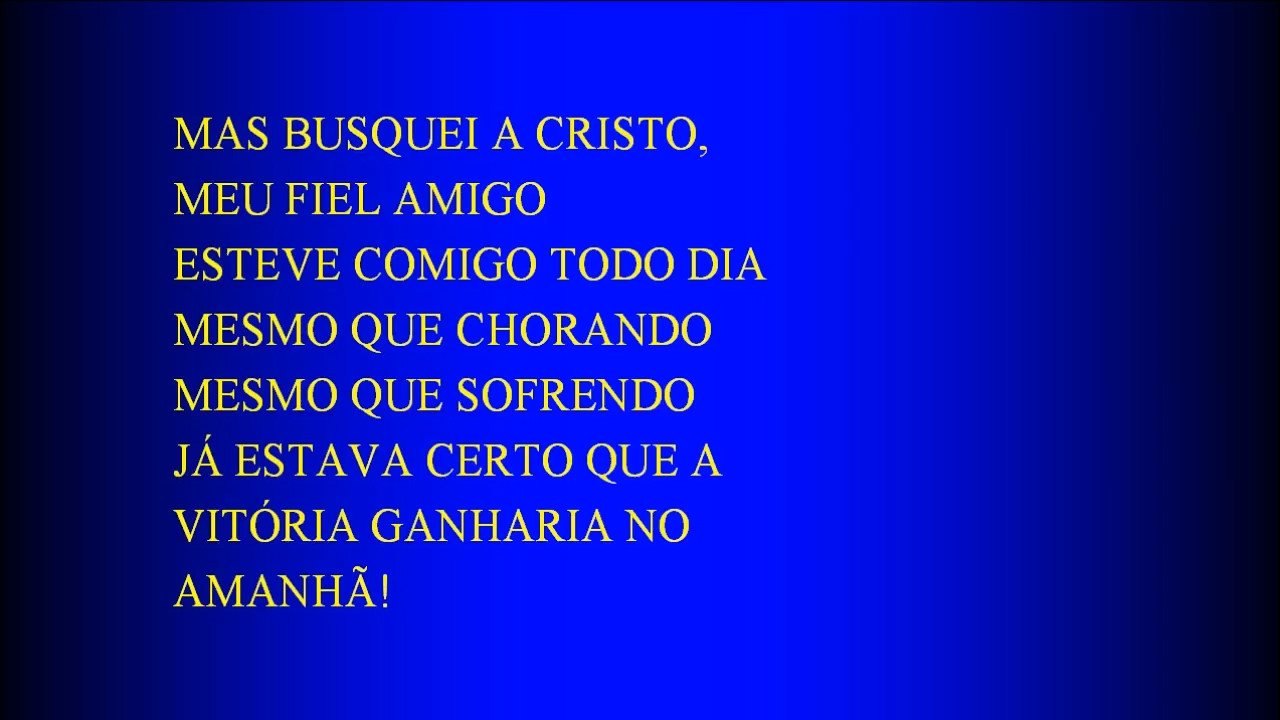 MAS BUSQUEI A CRISTO,
MEU FIEL AMIGO
ESTEVE COMIGO TODO DIA
MESMO QUE CHORANDO
MESMO QUE SOFRENDO
JÁ ESTAVA CERTO QUE A
VITÓRIA GANHARIA NO
AMANHÃ!